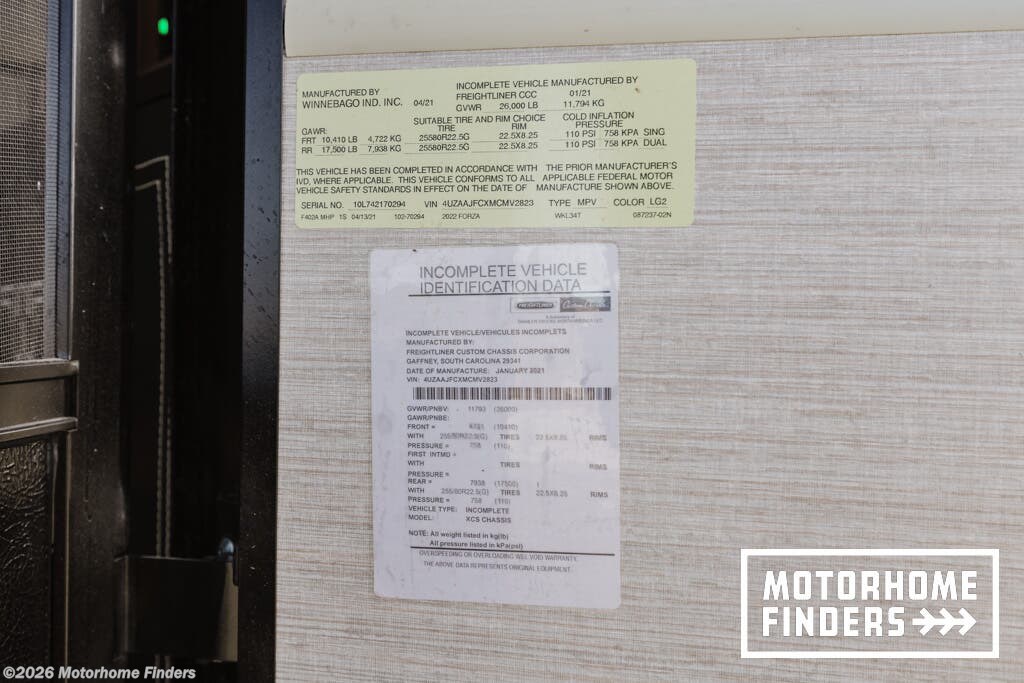 MANUFACTURED BY
WINNEBAGO IND. INC. 04/21
INCOMPLETE VEHICLE MANUFACTURED BY
FREIGHTLINER CCC 01/21
GVWR 26,000 LB 11,794 KG
SUITABLE TIRE AND RIM CHOICE COLD INFLATION
GAWR: TIRE RIM PRESSURE
FRT 10,410 LB 4,722 KG 25580R22.5G 22.5X8.25 110 PSI 758 KPA SING
RR 17,500 LB 7,938 KG 25580R22.5G 22.5X8.25 110 PSI 758 KPA DUAL
THIS VEHICLE HAS BEEN COMPLETED IN ACCORDANCE WITH THE PRIOR MANUFACTURER'S
IVD, WHERE APPLICABLE. THIS VEHICLE CONFORMS TO ALL APPLICABLE FEDERAL MOTOR
VEHICLE SAFETY STANDARDS IN EFFECT ON THE DATE OF MANUFACTURE SHOWN ABOVE.
SERIAL NO. 10L742170294 VIN 4UZAAJFCXMCMV2823 TYPE MPV COLOR LG2
F402A MHP 1S 04/13/21 102-70294 2022 FORZA WKL34T 087237-02N
INCOMPLETE VEHICLE
IDENTIFICATION DATA
FREIGHTLINER
INCOMPLETE VEHICLE/VEHICULES INCOMPLETS
MANUFACTURED BY:
FREIGHTLINER CUSTOM CHASSIS CORPORATION
GAFFNEY, SOUTH CAROLINA 29341
DATE OF MANUFACTURE: JANUARY 2021
VIN: 4UZAAJFCXMCMV2823
GVWR/PNBV: 11793 (26000)
GAWR/PNBE:
FRONT = (10410)
WITH 255/80R22.5(G) TIRES 22.5X8.25 RIMS
PRESSURE = 758 (110)
FIRST INTMD =
WITH TIRES RIMS
PRESSURE =
REAR = 7938 (17500)
WITH 255/80R22.5(G) TIRES 22.5X8.25 RIMS
PRESSURE = 758 (110)
VEHICLE TYPE: INCOMPLETE
MODEL: XCS CHASSIS
NOTE: All weight listed in kg(lb)
All pressure listed in kPa(psi)
OVERSPEEDING OR OVERLOADING WILL VOID WARRANTY.
THE ABOVE DATA REPRESENTS ORIGINAL EQUIPMENT.
MOTORHOME
FINDERS
©2026 Motorhome Finders